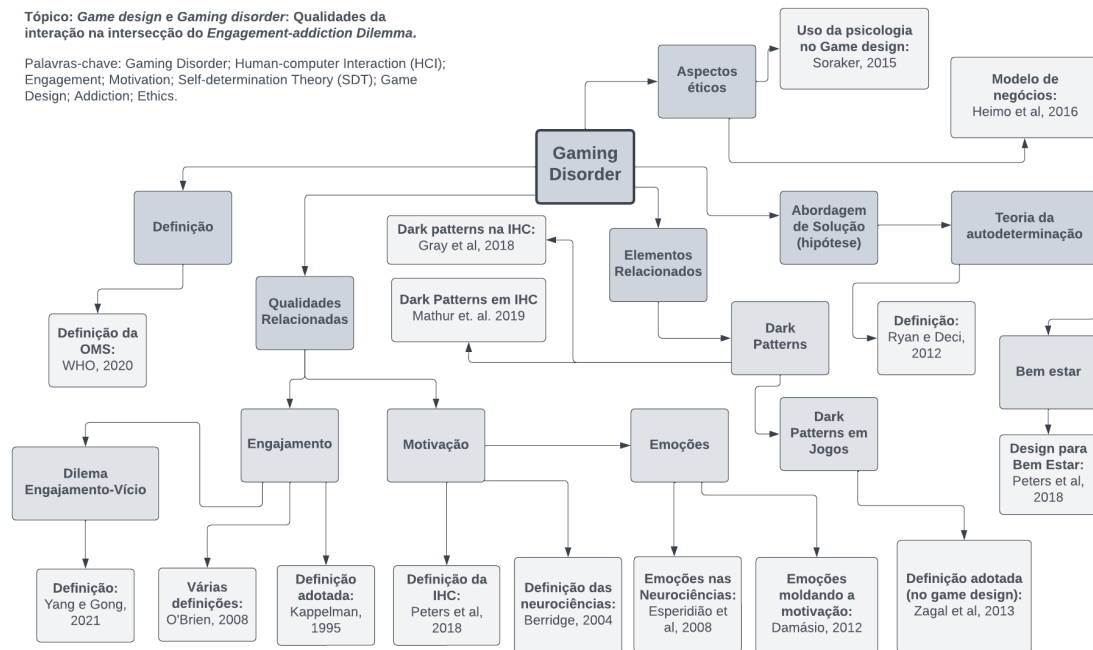 Tópico: Game design e Gaming disorder: Qualidades da
interação na intersecção do Engagement-addiction Dilemma.
Palavras-chave: Gaming Disorder; Human-computer Interaction (HCI);
Engagement; Motivation; Self-determination Theory (SDT); Game
Design; Addiction; Ethics.
Aspectos
éticos
Uso da psicologia
no Game design:
Soraker, 2015
Modelo de
negócios:
Heimo et al, 2016
Gaming
Disorder
Definição
Dark patterns na IHC:
Gray et al, 2018
Elementos
Relacionados
Abordagem
de Solução
(hipótese)
Teoria da
autodeterminação
Qualidades
Relacionadas
Dark Patterns em IHC
Mathur et. al. 2019
Definição da
OMS:
WHO, 2020
Dark
Patterns
Definição:
Ryan e Deci,
2012
Bem estar
Engajamento
Motivação
Emoções
Dark
Patterns em
Jogos
Dilema
Engajamento-Vício
Design para
Bem Estar:
Peters et al,
2018
Definição:
Yang e Gong,
2021
Várias
definições:
O'Brien, 2008
Definição
adotada:
Kappelman,
1995
Definição da
IHC:
Peters et al,
2018
Definição das
neurociências:
Berridge, 2004
Emoções nas
Neurociências:
Esperidião et
al, 2008
Emoções
moldando a
motivação:
Damásio, 2012
Definição adotada
(no game design):
Zagal et al, 2013